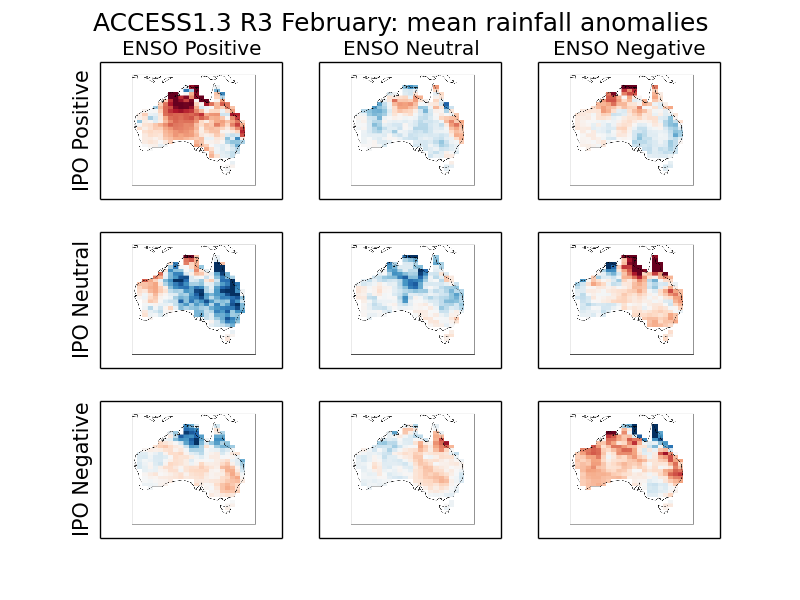 ACCESS1.3 R3 February: mean rainfall anomalies
ENSO Positive
ENSO Neutral
ENSO Negative
IPO Positive
IPO Neutral
IPO Negative